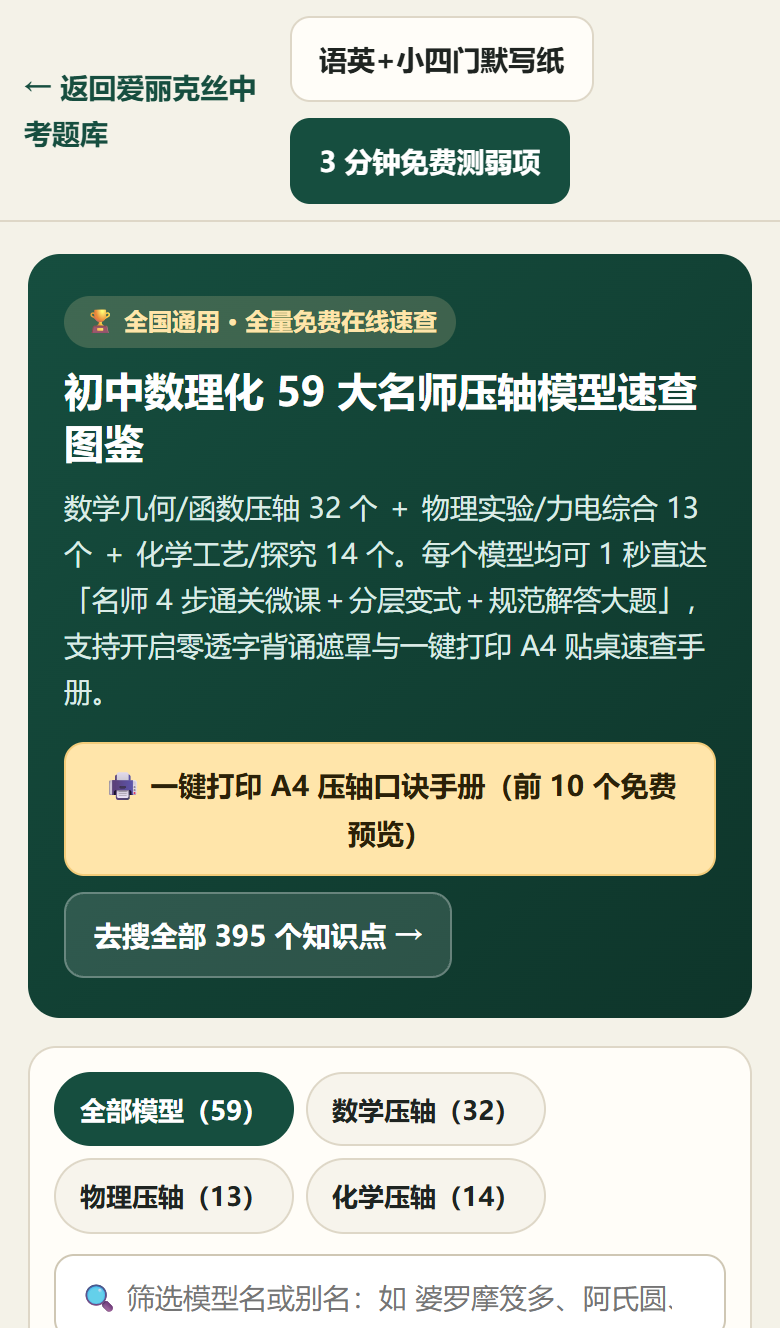 ← 返回爱丽克丝中
考题库
语英+小四门默写纸
3 分钟免费测弱项
🏆 全国通用 · 全量免费在线速查
初中数理化 59 大名师压轴模型速查
图鉴
数学几何/函数压轴 32 个 + 物理实验/力电综合 13
个 + 化学工艺/探究 14 个。每个模型均可 1 秒直达
「名师 4 步通关微课+分层变式+规范解答大题」,
支持开启零透字背诵遮罩与一键打印 A4 贴桌速查手
册。
🖨️ 一键打印 A4 压轴口诀手册（前 10 个免费
预览）
去搜全部 395 个知识点 →
全部模型（59）
数学压轴（32）
物理压轴（13）
化学压轴（14）
🔍 筛选模型名或别名：如 婆罗摩笈多、阿氏圆